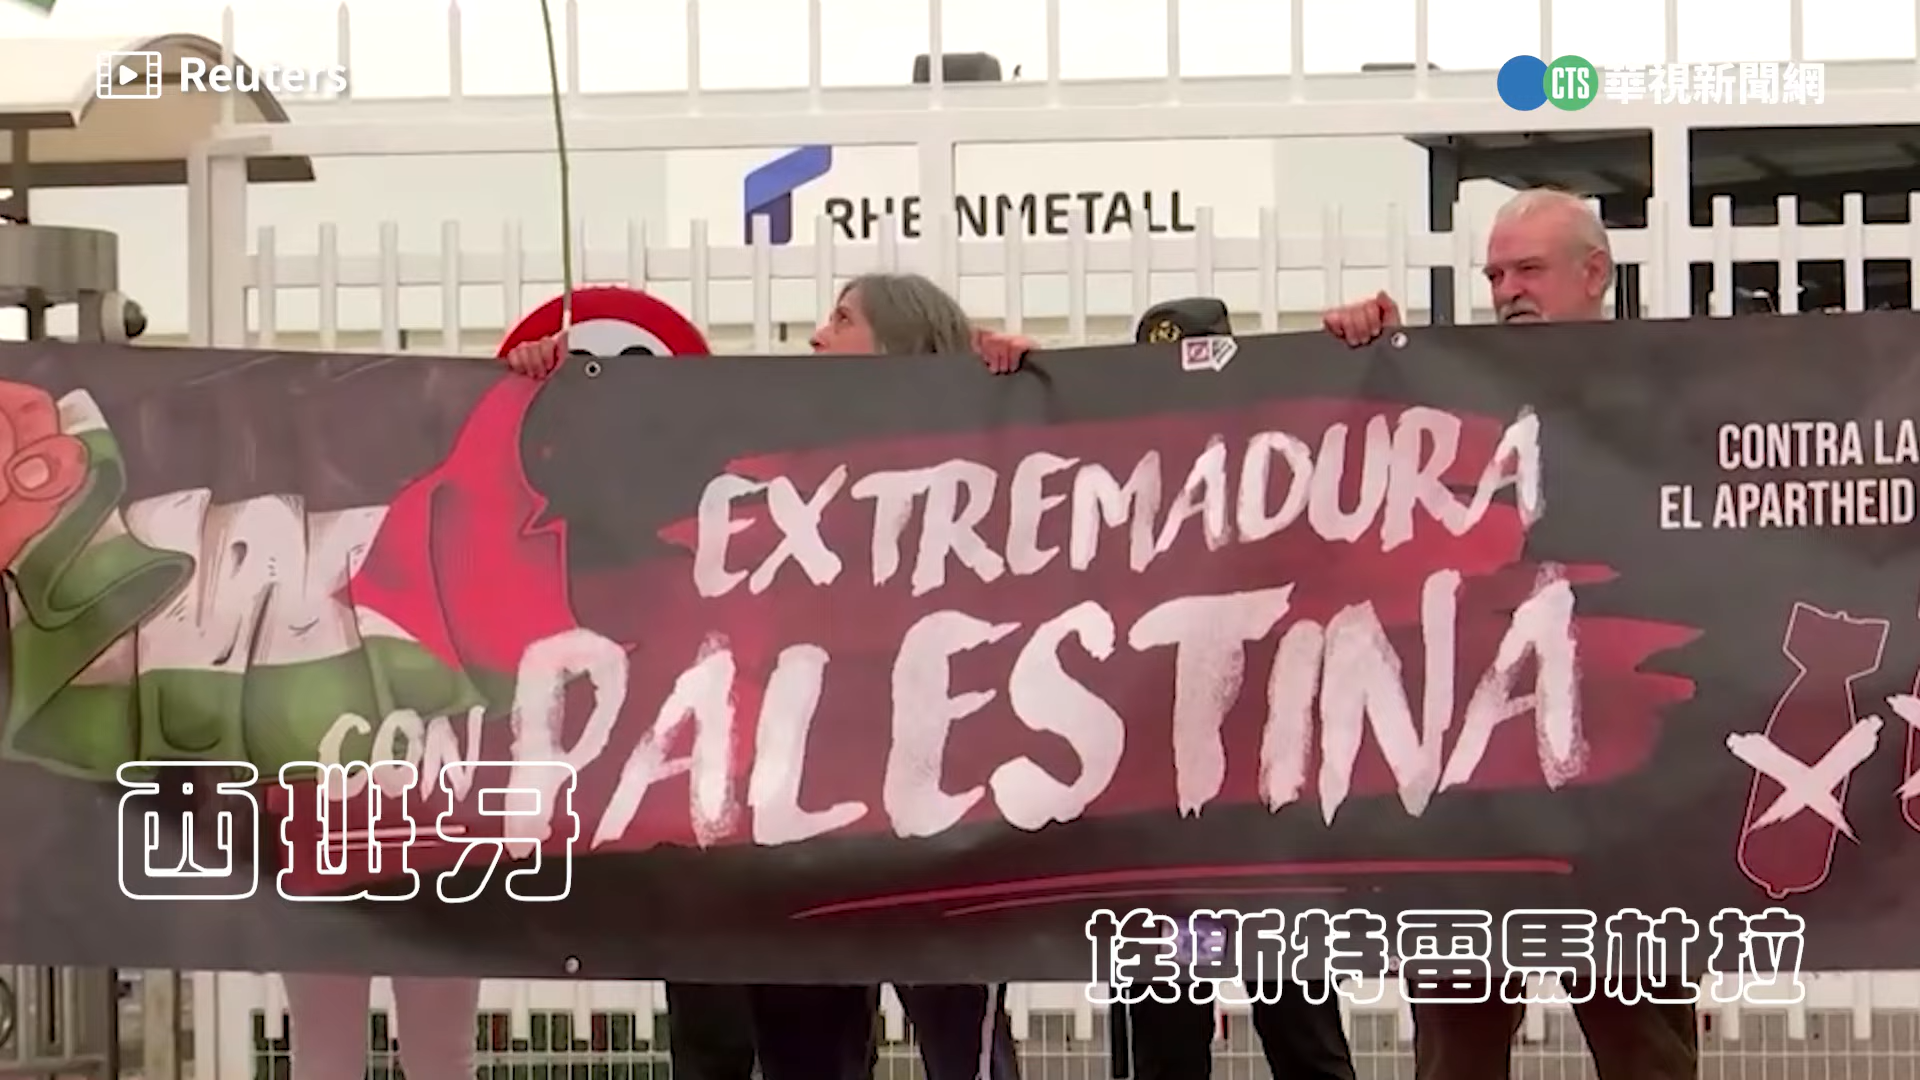 Reuters
CTS 華視新聞網
RHEINMETALL
EXTREMADURA
CON PALESTINA
CONTRA LA
EL APARTHEID
西班牙
埃斯特雷馬杜拉